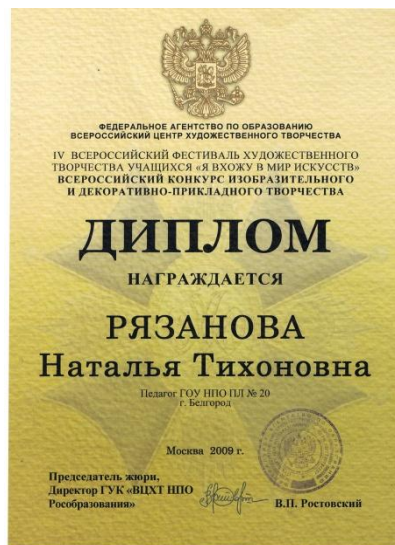 ФЕДЕРАЛЬНОЕ АГЕНТСТВО ПО ОБРАЗОВАНИЮ
ВСЕРОССИЙСКИЙ ЦЕНТР ХУДОЖЕСТВЕННОГО ТВОРЧЕСТВА
IV ВСЕРОССИЙСКИЙ ФЕСТИВАЛЬ ХУДОЖЕСТВЕННОГО
ТВОРЧЕСТВА УЧАЩИХСЯ «Я ВХОЖУ В МИР ИСКУССТВ»
ВСЕРОССИЙСКИЙ КОНКУРС ИЗОБРАЗИТЕЛЬНОГО
И ДЕКОРАТИВНО-ПРИКЛАДНОГО ТВОРЧЕСТВА
ДИПЛОМ
НАГРАЖДАЕТСЯ
РЯЗАНОВА
Наталья Тихоновна
Педагог ГОУ НПО ПЛ № 20
г. Белгород
Москва 2009 г.
Председатель жюри,
Директор ГУК «ВЦХТ НПО
Рособразования»
В.П. Ростовский